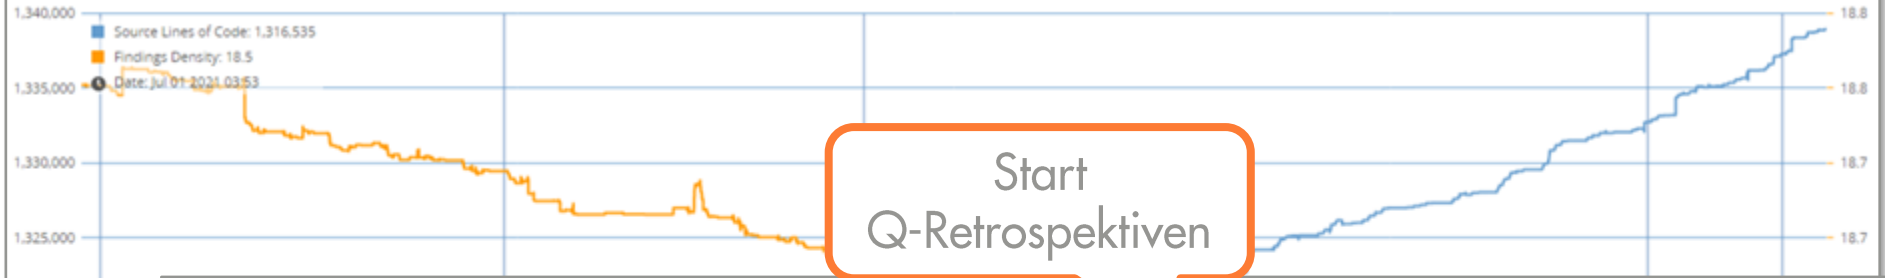 1,340,000
18.8
Source Lines of Code: 1,316,535
Findings Density: 18.5
Date: Jul 01 2021 03:53
1,335,000
18.8
1,330,000
18.7
Start
Q-Retrospektiven
1,325,000
18.7